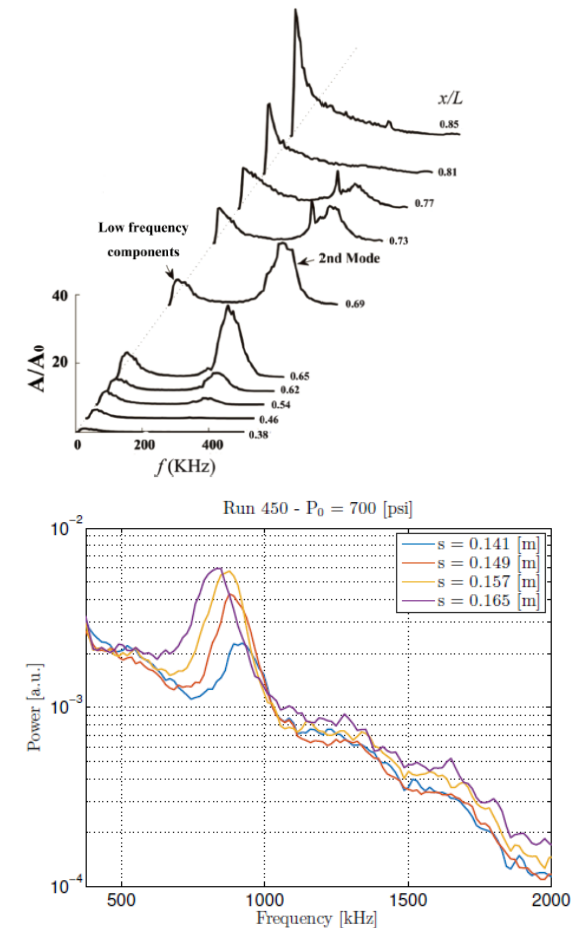 x/L
0.85
0.81
0.77
0.73
Low frequency
components
2nd Mode
0.69
40
20
A/A₀
0.65
0.62
0.54
0.46
0.38
0 200 400
f(KHz)
Run 450 - P₀ = 700 [psi]
10⁻²
s = 0.141 [m]
s = 0.149 [m]
s = 0.157 [m]
s = 0.165 [m]
Power [a.u.]
10⁻³
10⁻⁴
500 1000 1500 2000
Frequency [kHz]